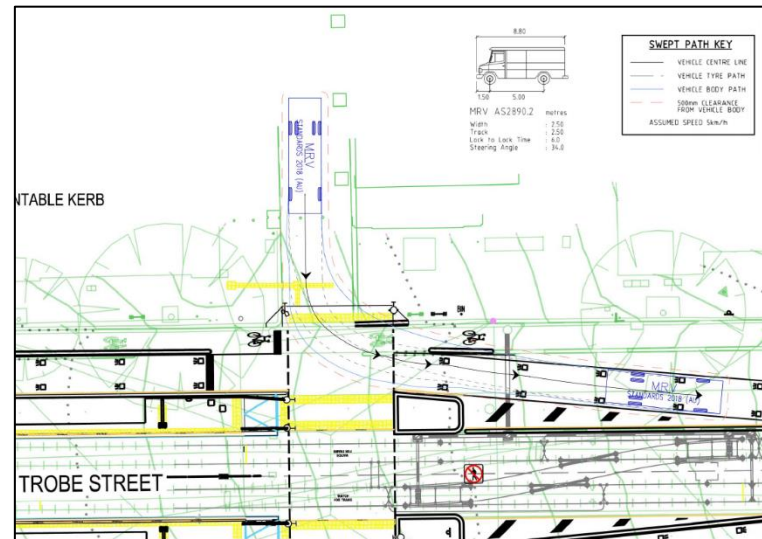 8.80
1.50 5.00
MRV AS2890.2 metres
Width : 2.50
Track : 2.50
Lock to Lock Time : 6.0
Steering Angle : 34.0
SWEPT PATH KEY
VEHICLE CENTRE LINE
VEHICLE TYRE PATH
VEHICLE BODY PATH
500mm CLEARANCE
FROM VEHICLE BODY
ASSUMED SPEED 5km/h
MRV
STANDARDS 2018 (AU)
NTABLE KERB
BIN
P
MRV
STANDARDS 2018 (AU)
TROBE STREET